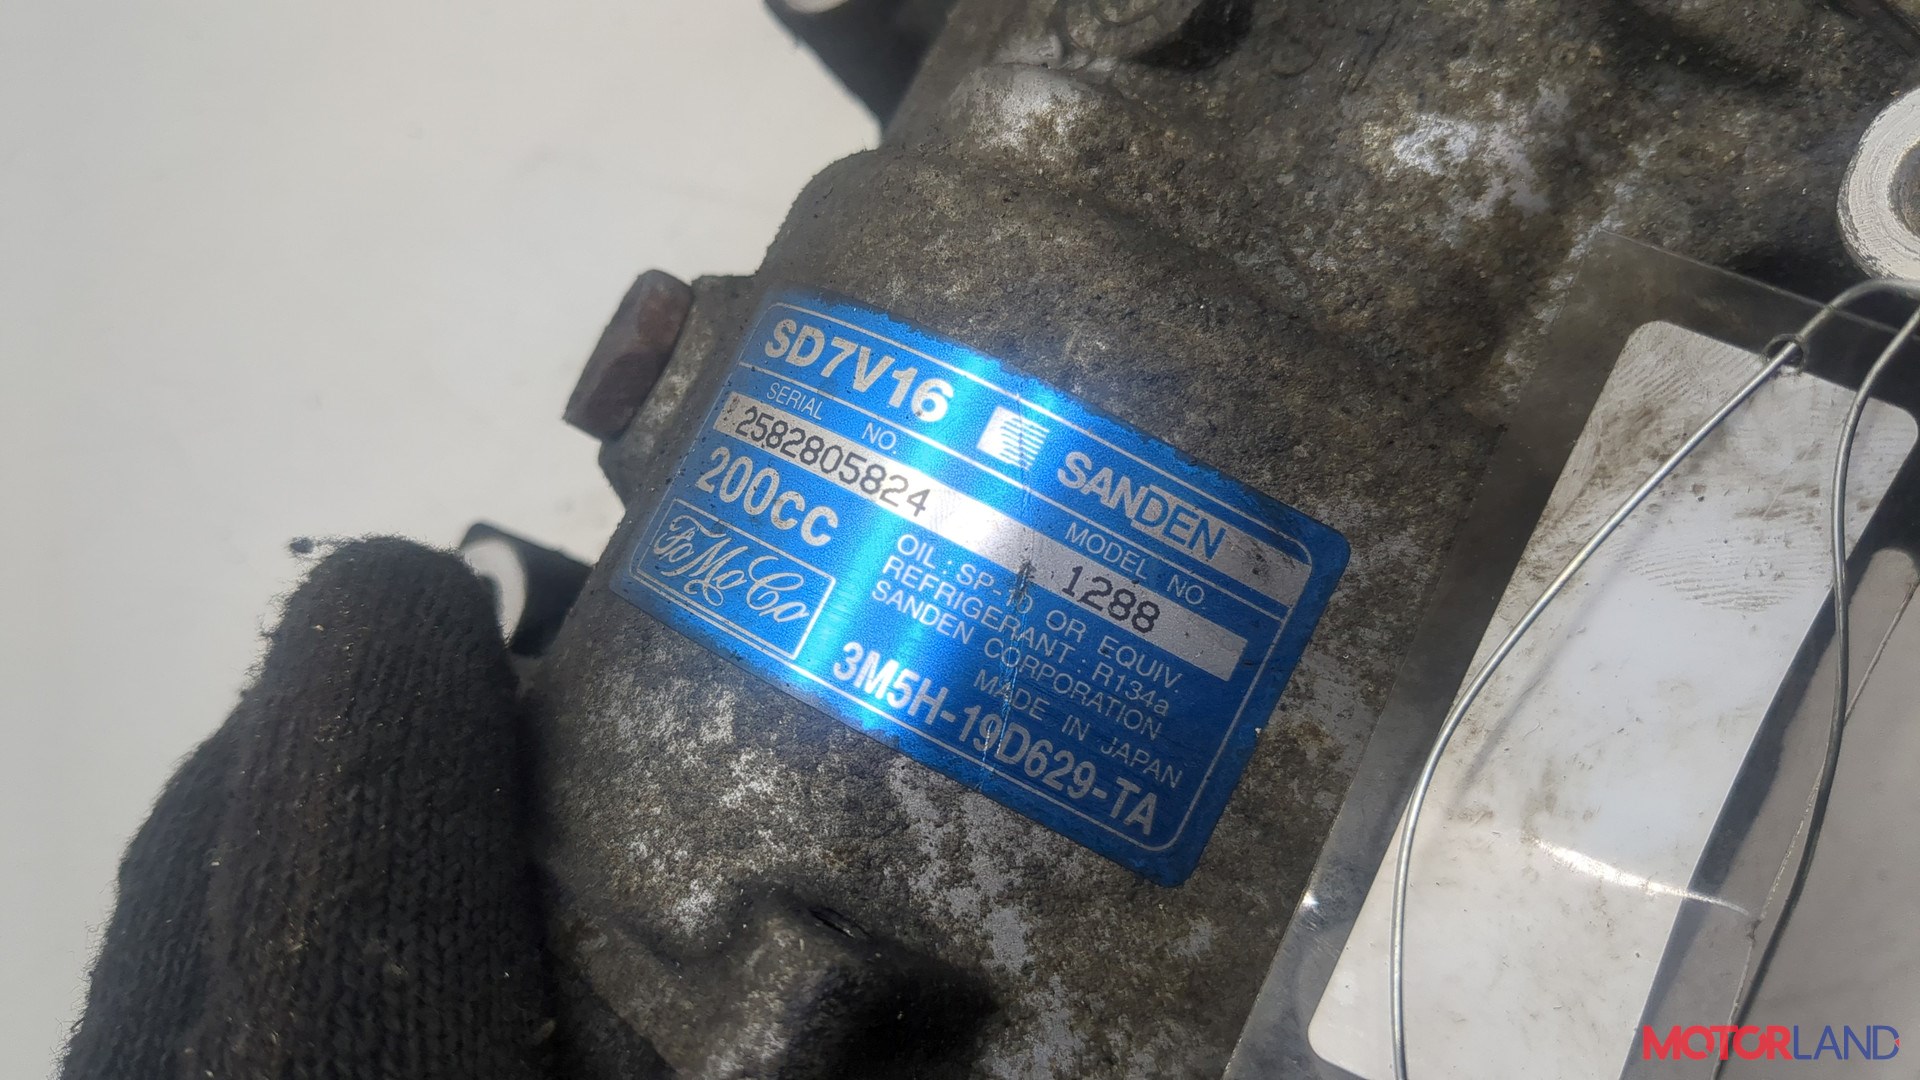 SD7V16 SANDEN
SERIAL NO. MODEL NO.
2582805824 1288
200CC
OIL : SP-10 OR EQUIV.
REFRIGERANT : R134a
SANDEN CORPORATION
MADE IN JAPAN
FoMoCo
3M5H-19D629-TA
MOTORLAND